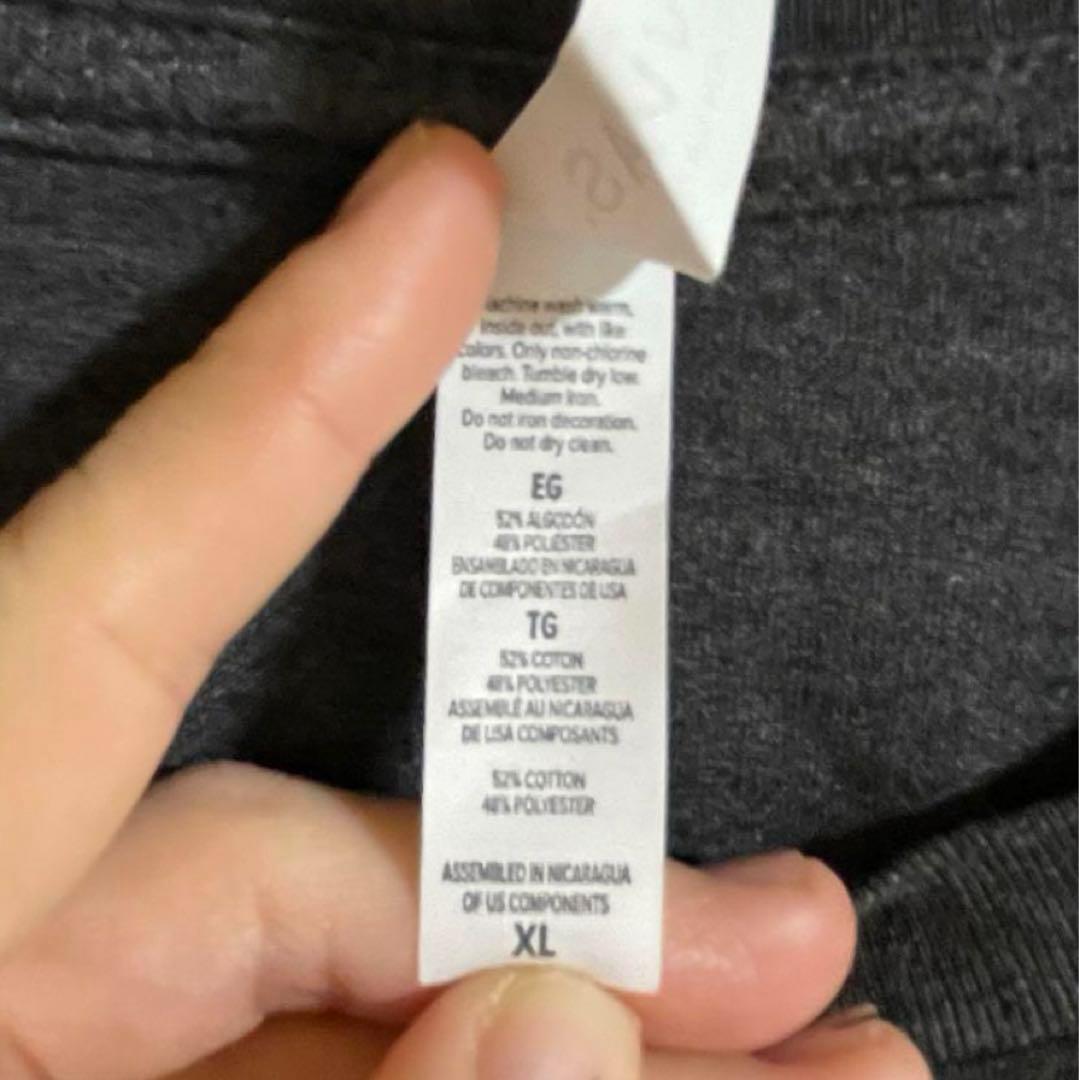 achine wash warm,
inside out, with like
colors. Only non-chlorine
bleach. Tumble dry low.
Medium iron.
Do not iron decoration.
Do not dry clean.
EG
52% ALGODÓN
48% POLIÉSTER
ENSAMBLADO EN NICARAGUA
DE COMPONENTES DE USA
TG
52% COTON
48% POLYESTER
ASSEMBLÉ AU NICARAGUA
DE USA COMPOSANTS
52% COTTON
48% POLYESTER
ASSEMBLED IN NICARAGUA
OF US COMPONENTS
XL